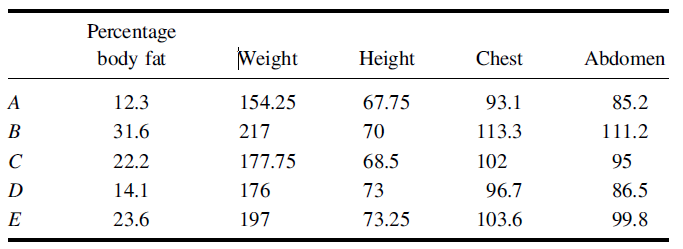 Percentage
body fat Weight Height Chest Abdomen
A 12.3 154.25 67.75 93.1 85.2
B 31.6 217 70 113.3 111.2
C 22.2 177.75 68.5 102 95
D 14.1 176 73 96.7 86.5
E 23.6 197 73.25 103.6 99.8